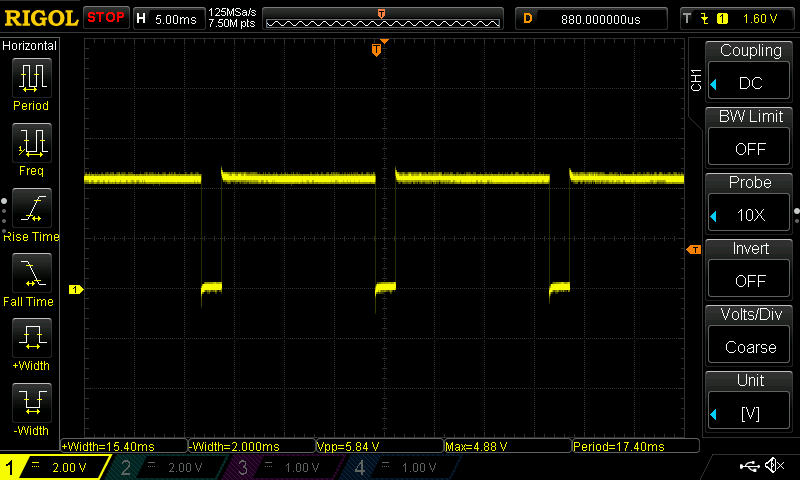 RIGOL STOP H 5.00ms 125MSa/s D 880.000000us T 1 1.60 V
7.50M pts
Horizontal
Period
Freq
Rise Time
Fall Time
+Width
-Width
T
T
1
CH1
Coupling
DC
BW Limit
OFF
Probe
10X
Invert
OFF
Volts/Div
Coarse
Unit
[V]
+Width=15.40ms -Width=2.000ms Vpp=5.84 V Max=4.88 V Period=17.40ms
1 2.00 V 2 2.00 V 3 1.00 V 4 1.00 V